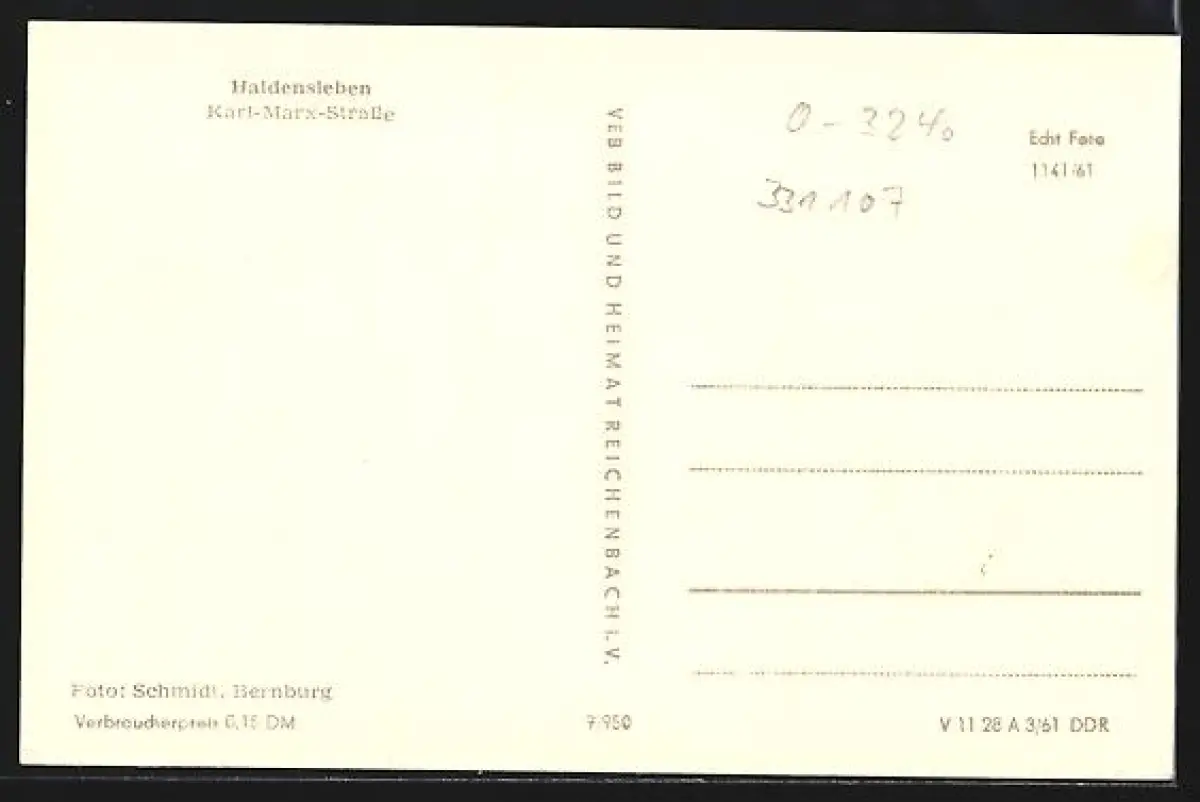 Haldensleben
Karl-Marx-Straße
VEB BILD UND HEIMAT REICHENBACH i. V.
0-3240
331107
Echt Foto
1141/61
Foto: Schmidt, Bernburg
Verbraucherpreis 0,15 DM
7 950
V 11 28 A 3/61 DDR